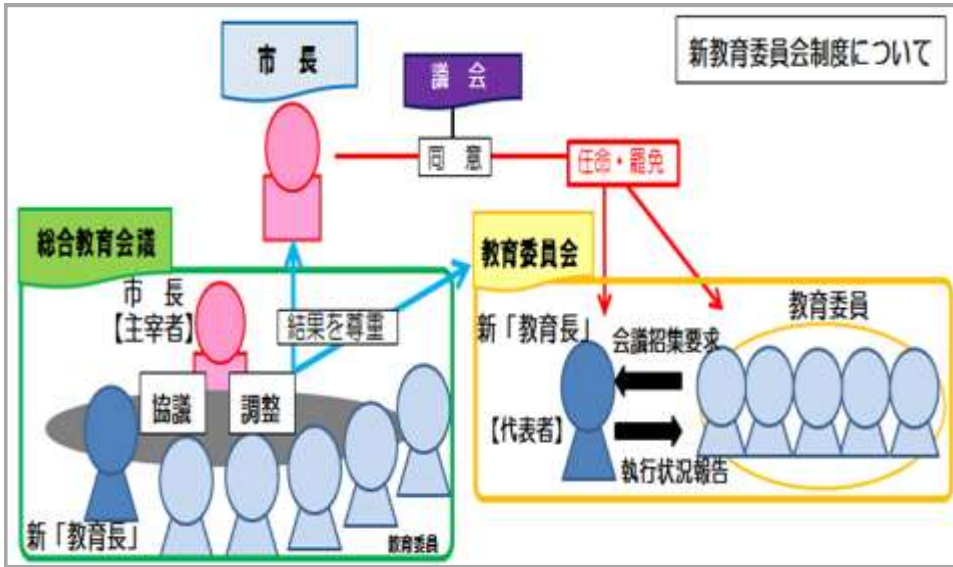 新教育委員会制度について
市 長
議 会
同 意
任命・罷免
総合教育会議
市 長
【主宰者】
結果を尊重
協議
調整
新「教育長」
教育委員
教育委員会
教育委員
新「教育長」
会議招集要求
【代表者】
執行状況報告